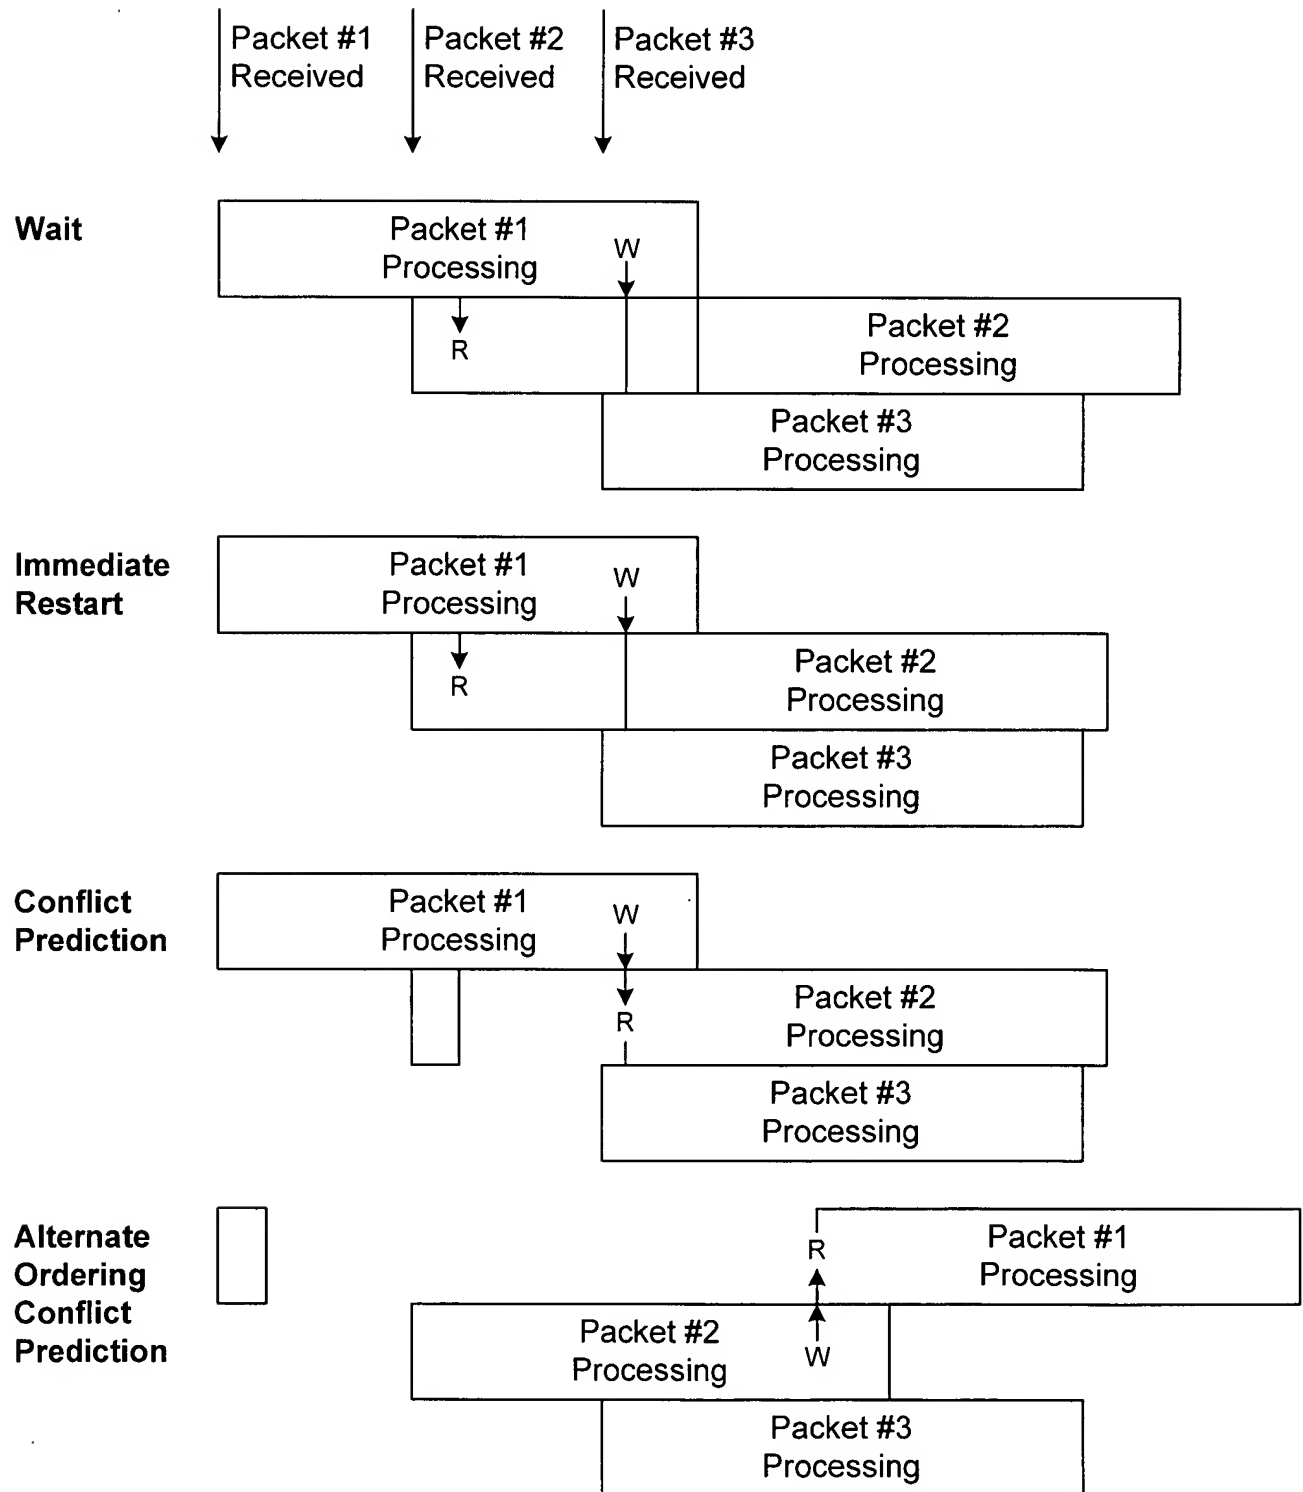 Packet #1
Received
Packet #2
Received
Packet #3
Received
Wait
Packet #1
Processing
W
R
Packet #2
Processing
Packet #3
Processing
Immediate
Restart
Packet #1
Processing
W
R
Packet #2
Processing
Packet #3
Processing
Conflict
Prediction
Packet #1
Processing
W
R
Packet #2
Processing
Packet #3
Processing
Alternate
Ordering
Conflict
Prediction
R
Packet #1
Processing
Packet #2
Processing
W
Packet #3
Processing